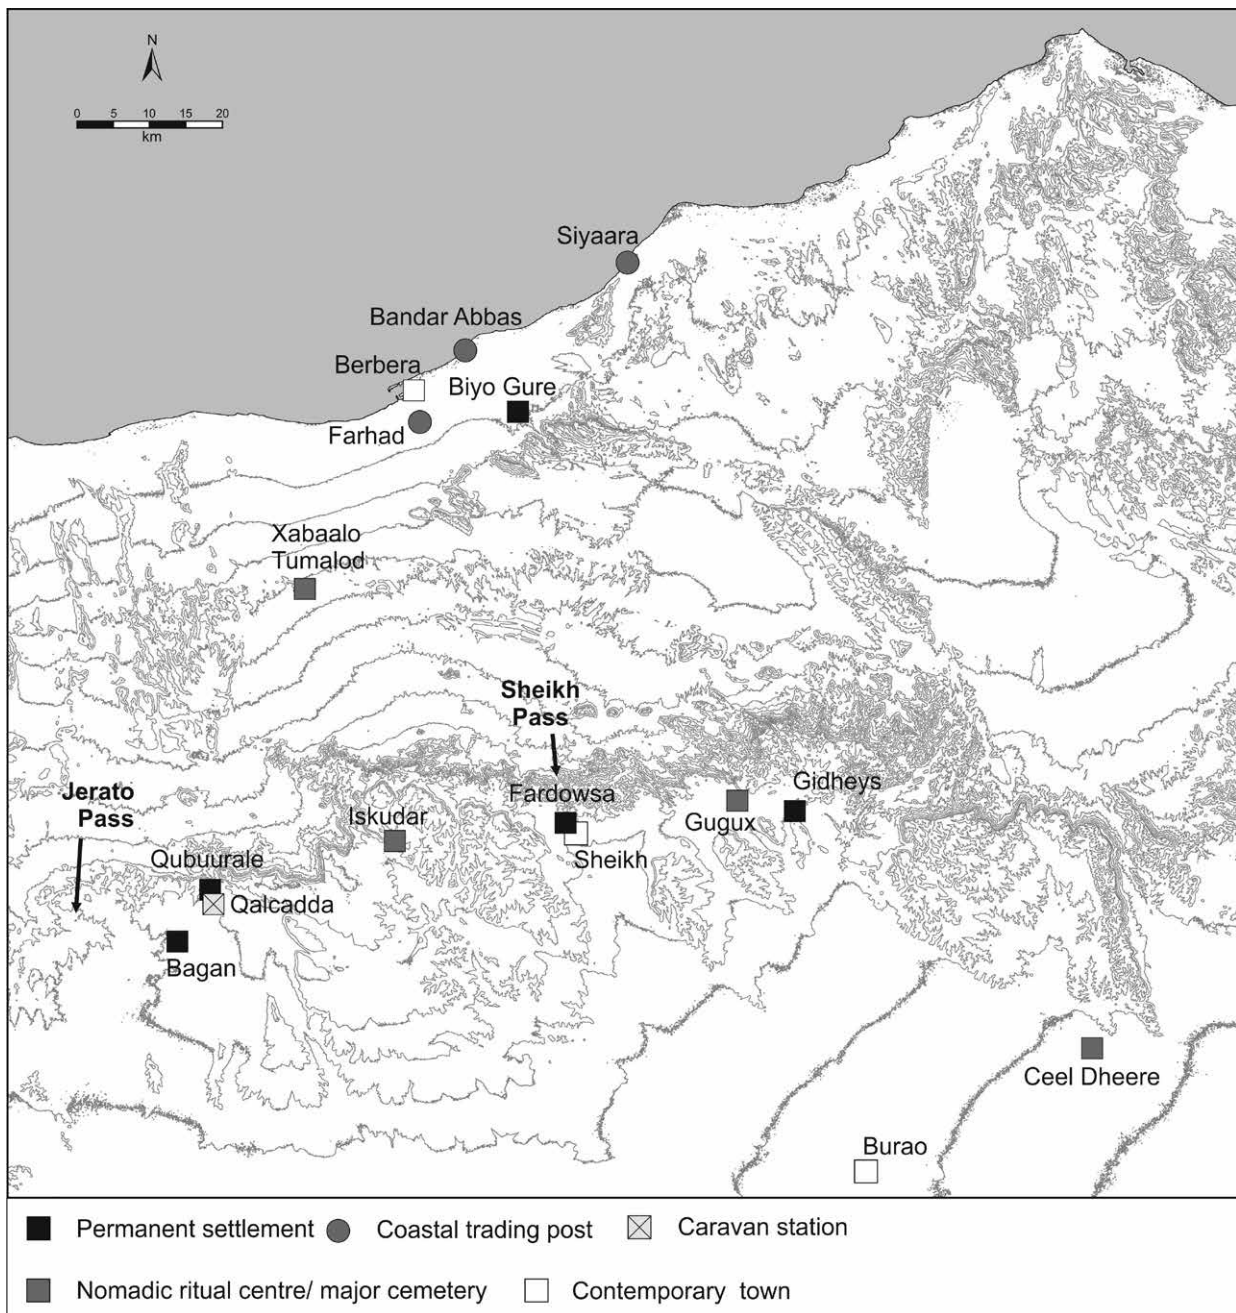 N
0 5 10 15 20
km
Siyaara
Bandar Abbas
Berbera
Biyo Gure
Farhad
Xabaalo
Tumalod
Sheikh
Pass
Jerato
Pass
Fardowsa
Gidheys
Iskudar
Gugux
Sheikh
Qubuurale
Qalcadda
Bagan
Ceel Dheere
Burao
Permanent settlement
Coastal trading post
Caravan station
Nomadic ritual centre/ major cemetery
Contemporary town